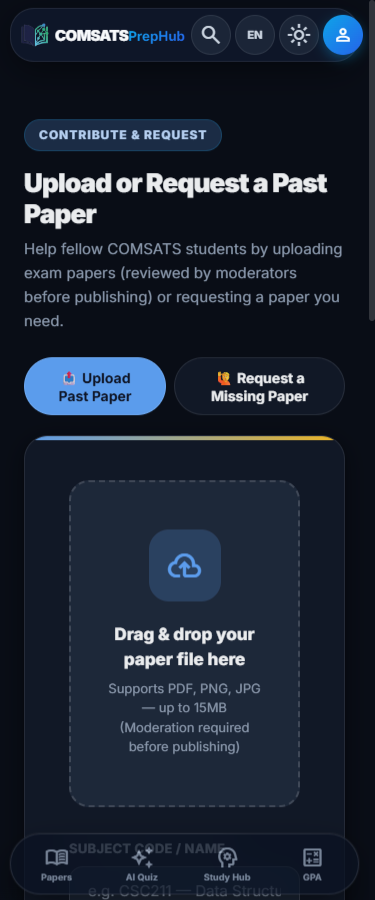 COMSATSPrepHub EN
CONTRIBUTE & REQUEST
Upload or Request a Past
Paper
Help fellow COMSATS students by uploading
exam papers (reviewed by moderators
before publishing) or requesting a paper you
need.
Upload
Past Paper
Request a
Missing Paper
Drag & drop your
paper file here
Supports PDF, PNG, JPG
— up to 15MB
(Moderation required
before publishing)
SUBJECT CODE / NAME
Papers AI Quiz Study Hub GPA
e.g. CSC211 — Data Structu